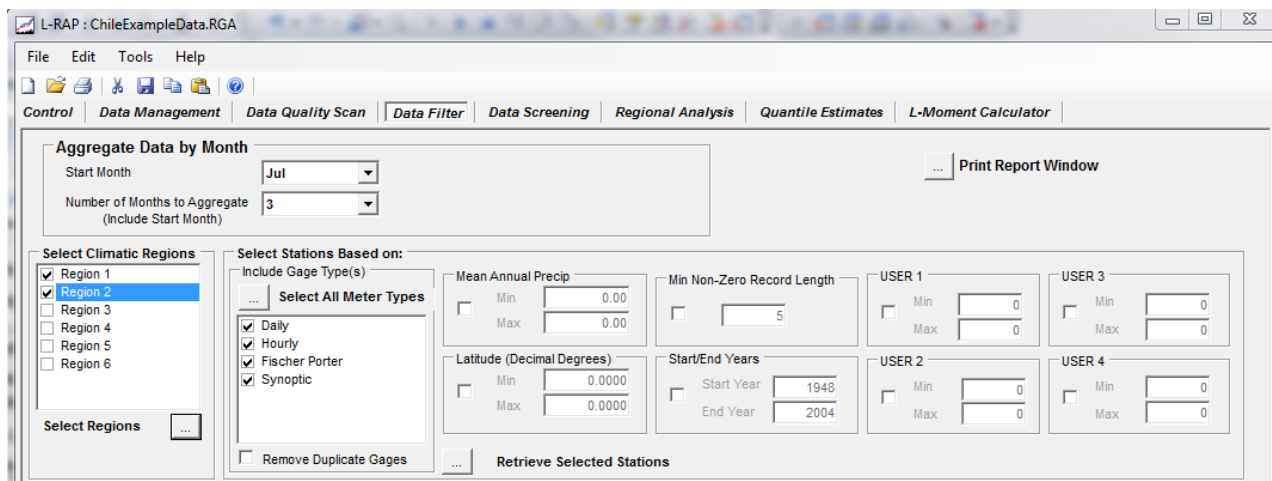 L-RAP : ChileExampleData.RGA
File Edit Tools Help
Control Data Management Data Quality Scan Data Filter Data Screening Regional Analysis Quantile Estimates L-Moment Calculator
Aggregate Data by Month
Start Month Jul
Number of Months to Aggregate 3
(Include Start Month)
... Print Report Window
Select Climatic Regions
Region 1
Region 2
Region 3
Region 4
Region 5
Region 6
Select Regions ...
Select Stations Based on:
Include Gage Type(s)
... Select All Meter Types
Daily
Hourly
Fischer Porter
Synoptic
Remove Duplicate Gages
Mean Annual Precip
Min 0.00
Max 0.00
Min Non-Zero Record Length
5
USER 1
Min 0
Max 0
USER 3
Min 0
Max 0
Latitude (Decimal Degrees)
Min 0.0000
Max 0.0000
Start/End Years
Start Year 1948
End Year 2004
USER 2
Min 0
Max 0
USER 4
Min 0
Max 0
... Retrieve Selected Stations